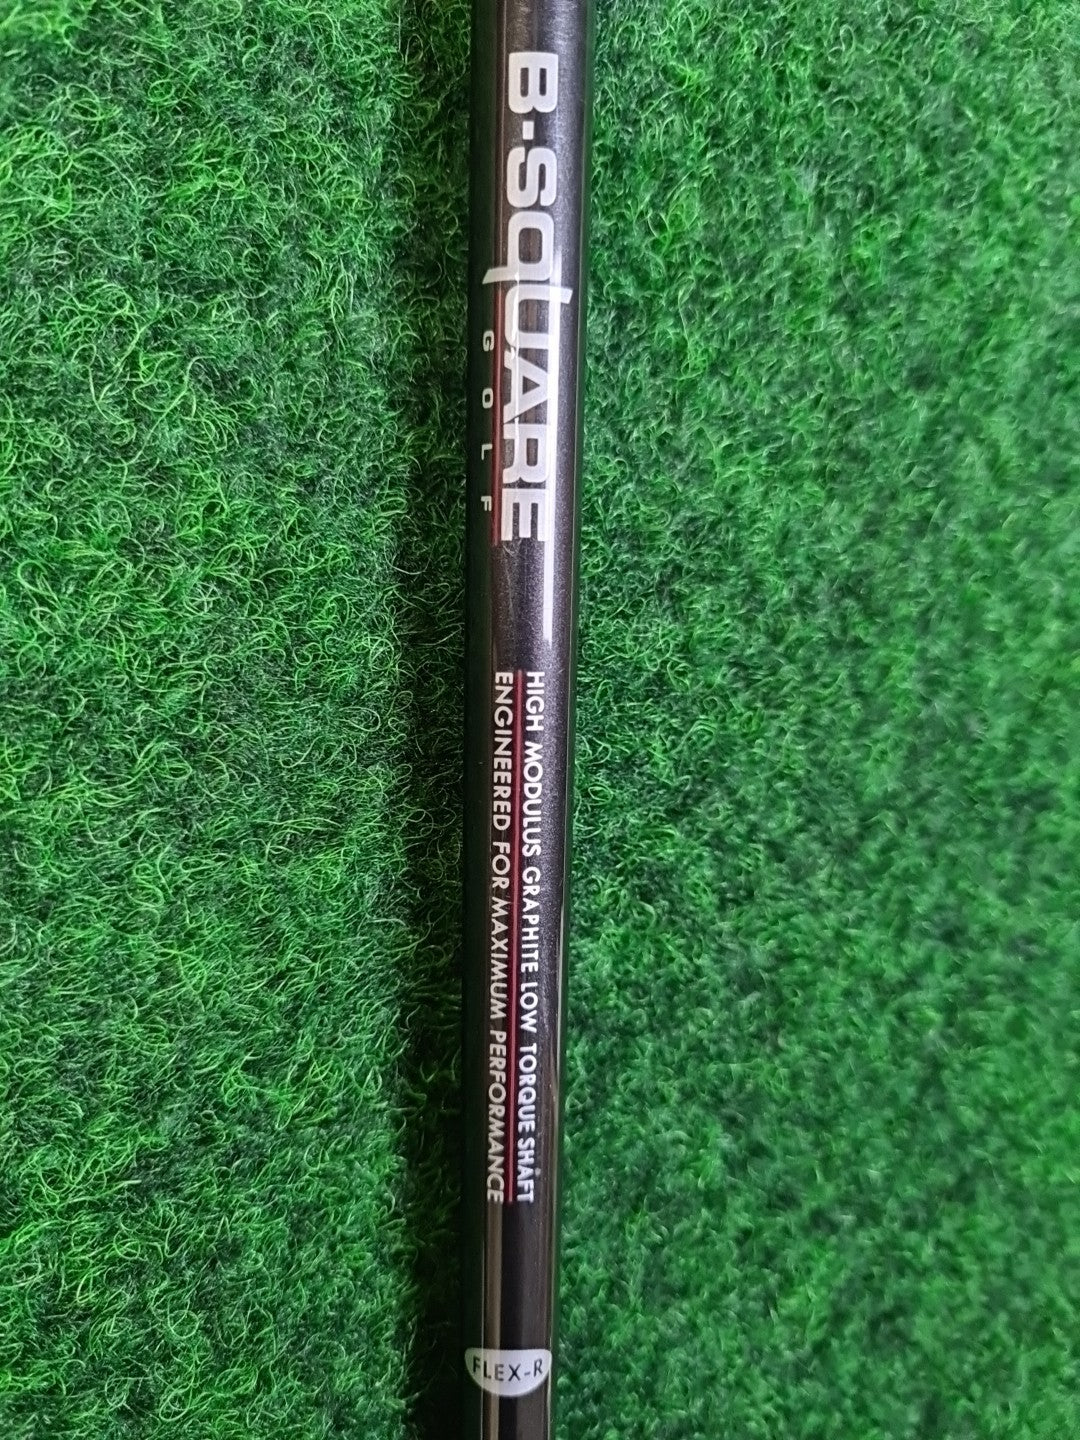 B-SQUARE
GOLF
HIGH MODULUS GRAPHITE LOW TORQUE SHAFT
ENGINEERED FOR MAXIMUM PERFORMANCE
FLEX-R